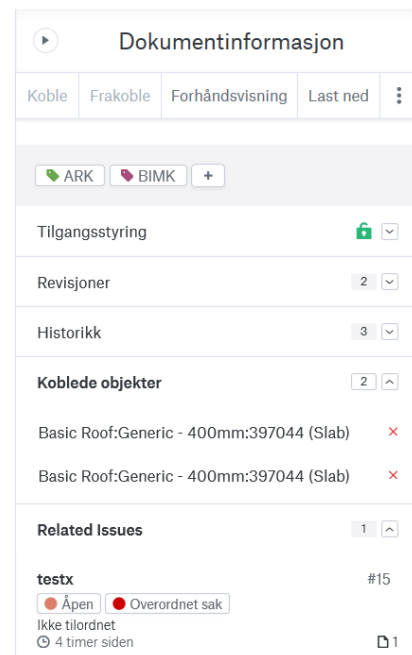 Dokumentinformasjon
Koble Frakoble Forhåndsvisning Last ned
ARK BIMK +
Tilgangsstyring
Revisjoner 2
Historikk 3
Koblede objekter 2
Basic Roof:Generic - 400mm:397044 (Slab)
Basic Roof:Generic - 400mm:397044 (Slab)
Related Issues 1
testx #15
Åpen Overordnet sak
Ikke tilordnet
4 timer siden 1